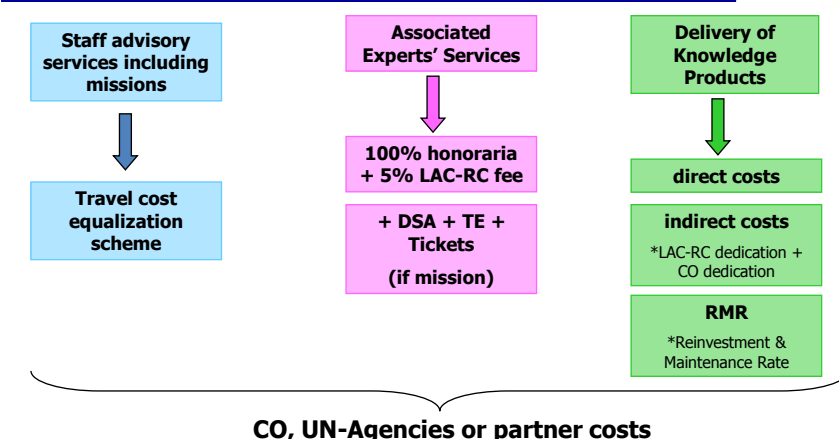 Staff advisory
services including
missions
Travel cost
equalization
scheme
Associated
Experts’ Services
100% honoraria
+ 5% LAC-RC fee
+ DSA + TE +
Tickets
(if mission)
Delivery of
Knowledge
Products
direct costs
indirect costs
*LAC-RC dedication +
CO dedication
RMR
*Reinvestment &
Maintenance Rate
CO, UN-Agencies or partner costs